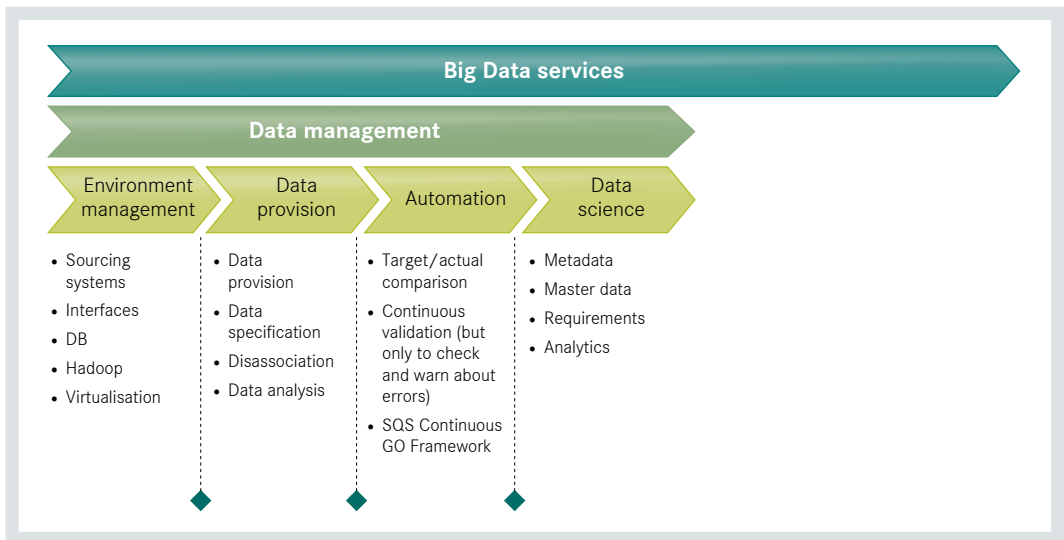 Big Data services
Data management
Environment
management
Data
provision
Automation
Data
science
• Sourcing
systems
• Interfaces
• DB
• Hadoop
• Virtualisation
• Data
provision
• Data
specification
• Disassociation
• Data analysis
• Target/actual
comparison
• Continuous
validation (but
only to check
and warn about
errors)
• SQS Continuous
GO Framework
• Metadata
• Master data
• Requirements
• Analytics